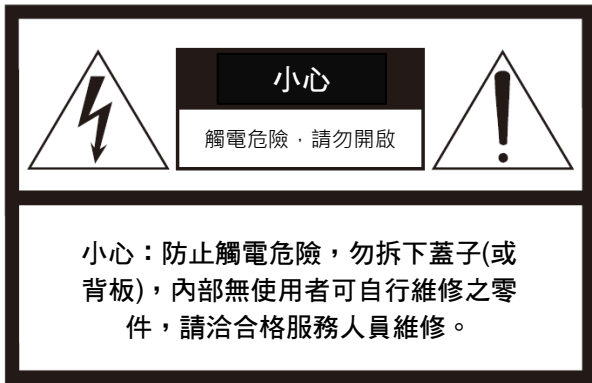 小心
觸電危險，請勿開啟
小心：防止觸電危險，勿拆下蓋子(或
背板)，內部無使用者可自行維修之零
件，請洽合格服務人員維修。